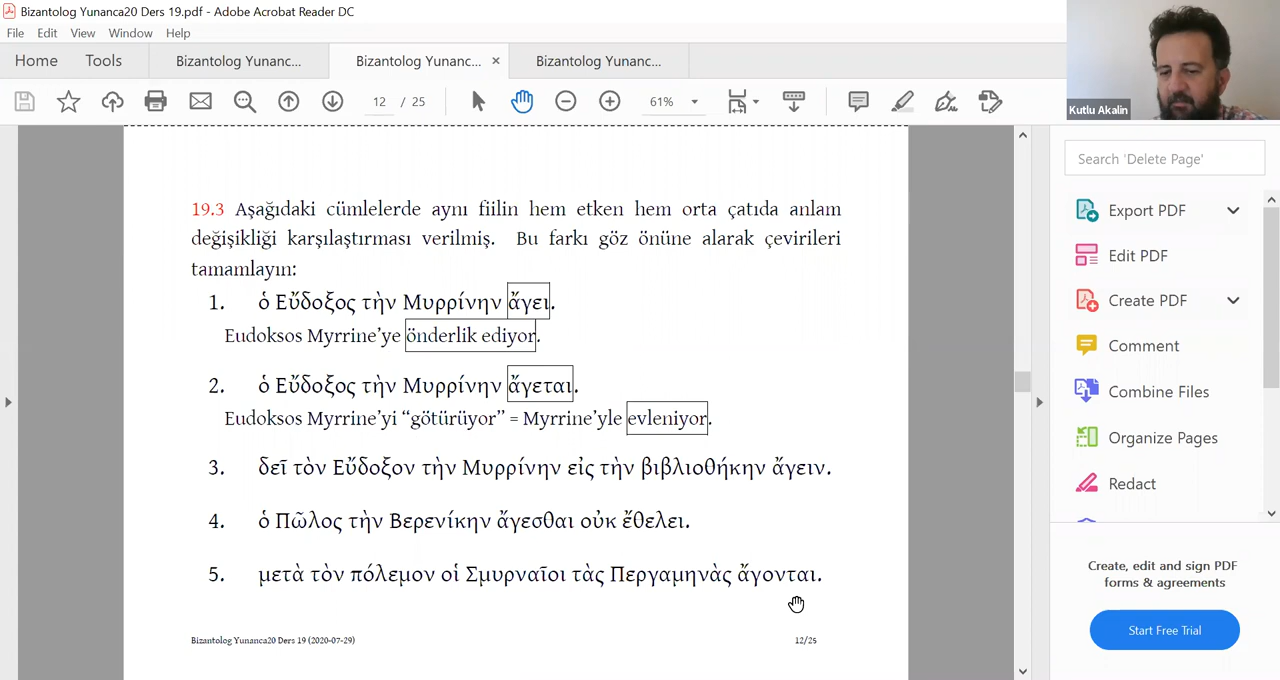 Bizantolog Yunanca20 Ders 19.pdf - Adobe Acrobat Reader DC
File Edit View Window Help
Home Tools Bizantolog Yunanc... Bizantolog Yunanc... × Bizantolog Yunanc...
12 / 25 61%
Kutlu Akalin
Search 'Delete Page'
Export PDF
Edit PDF
Create PDF
Comment
Combine Files
Organize Pages
Redact
Create, edit and sign PDF
forms & agreements
Start Free Trial
19.3 Aşağıdaki cümlelerde aynı fiilin hem etken hem orta çatıda anlam
değişikliği karşılaştırması verilmiş. Bu farkı göz önüne alarak çevirileri
tamamlayın:
1. ὁ Εὔδοξος τὴν Μυρρίνην ἄγει.
Eudoksos Myrrine’ye önderlik ediyor.
2. ὁ Εὔδοξος τὴν Μυρρίνην ἄγεται.
Eudoksos Myrrine’yi “götürüyor” = Myrrine’yle evleniyor.
3. δεῖ τὸν Εὔδοξον τὴν Μυρρίνην εἰς τὴν βιβλιοθήκην ἄγειν.
4. ὁ Πῶλος τὴν Βερενίκην ἄγεσθαι οὐκ ἔθελει.
5. μετὰ τὸν πόλεμον οἱ Σμυρναῖοι τὰς Περγαμηνὰς ἄγονται.
Bizantolog Yunanca20 Ders 19 (2020-07-29) 12/25